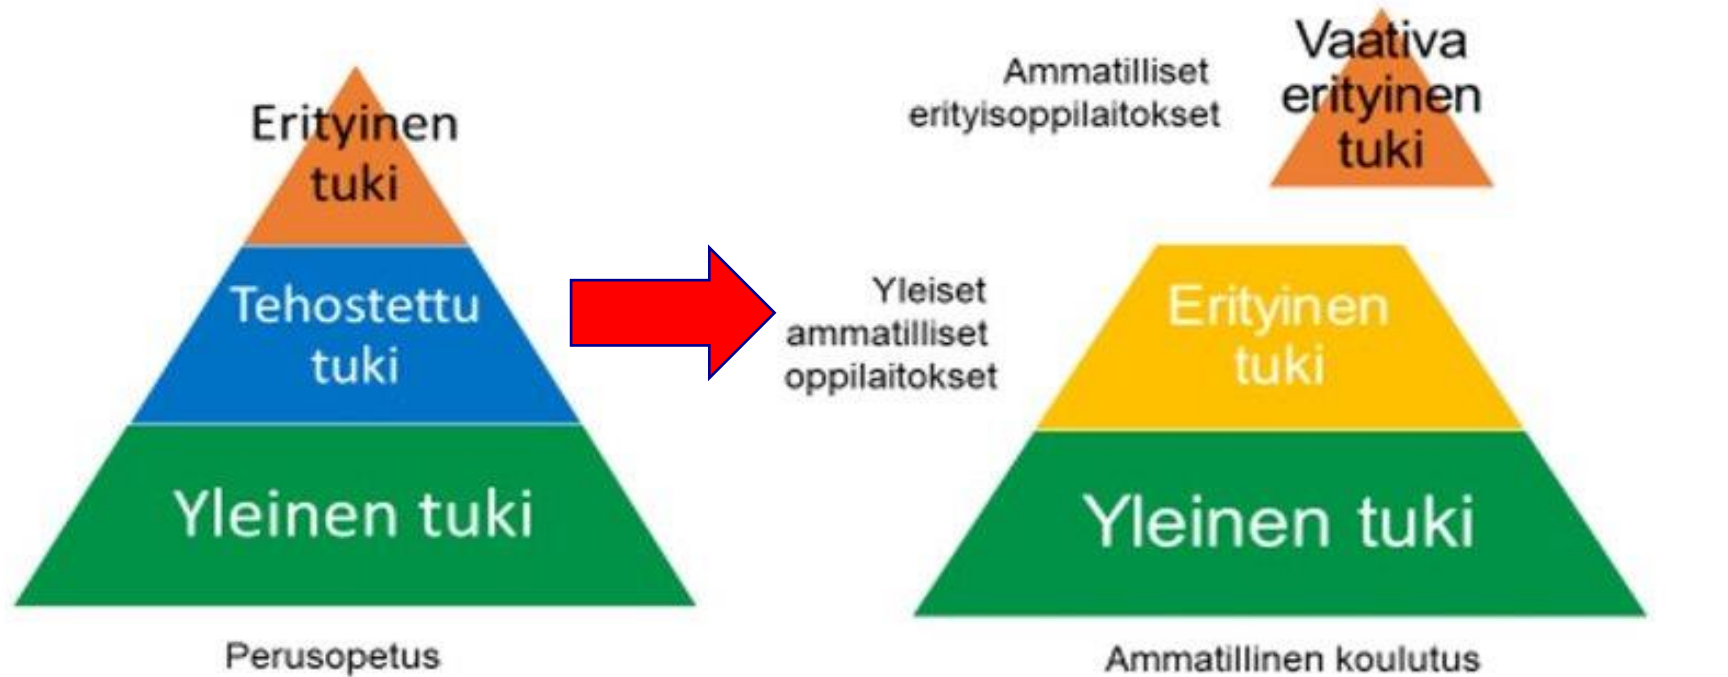 Erityinen
tuki
Tehostettu
tuki
Yleinen tuki
Perusopetus
Ammatilliset
erityisoppilaitokset
Vaativa
erityinen
tuki
Yleiset
ammatilliset
oppilaitokset
Erityinen
tuki
Yleinen tuki
Ammatillinen koulutus